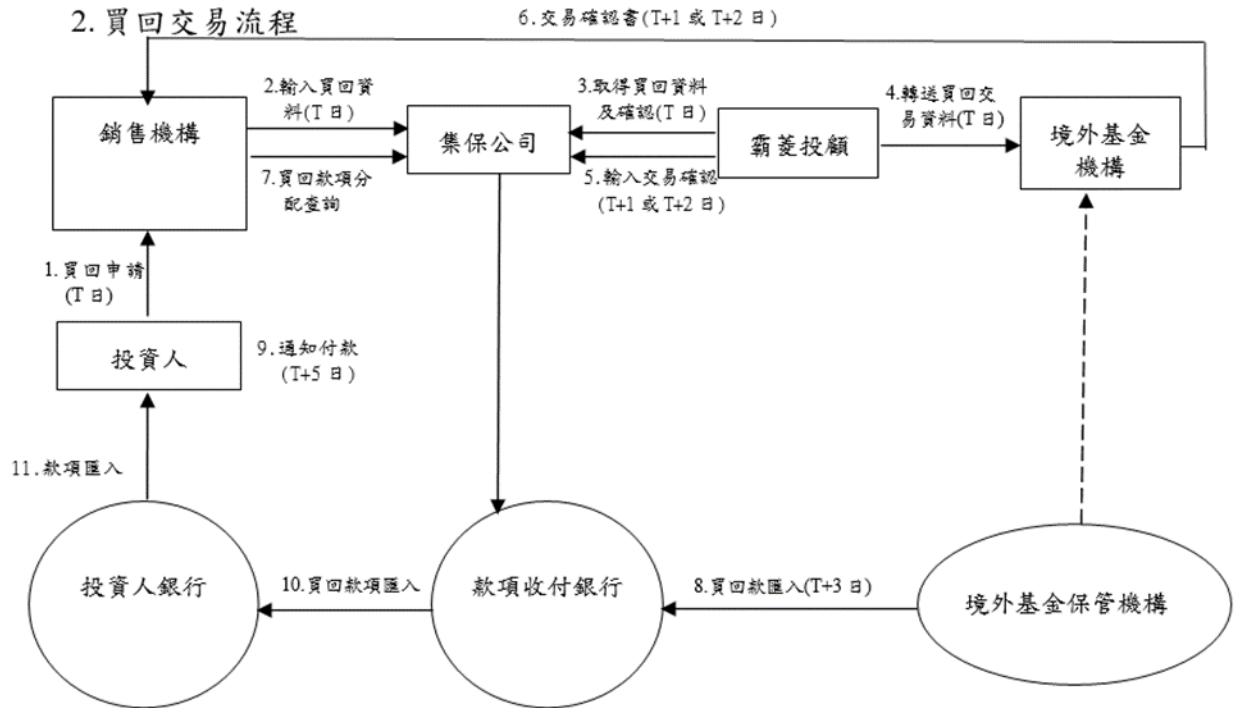 2.買回交易流程
6.交易確認書(T+1 或 T+2 日)
2.輸入買回資
料(T 日)
3.取得買回資料
及確認(T 日)
4.轉送買回交
易資料(T 日)
銷售機構
集保公司
霸菱投顧
境外基金
機構
7.買回款項分
配查詢
5.輸入交易確認
(T+1 或 T+2 日)
1.買回申請
(T 日)
投資人
9.通知付款
(T+5 日)
11.款項匯入
投資人銀行
10.買回款項匯入
款項收付銀行
8.買回款匯入(T+3 日)
境外基金保管機構